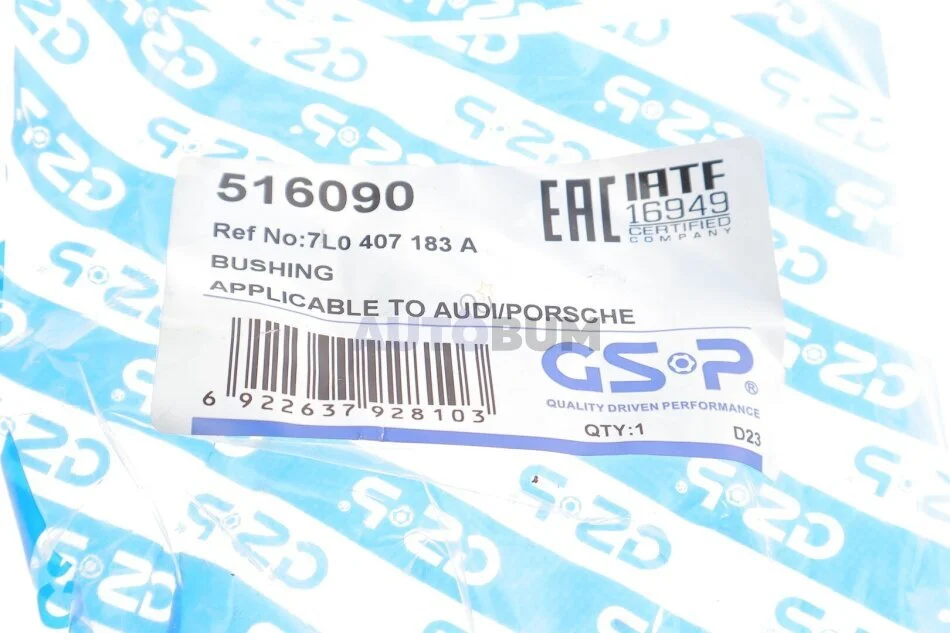 516090
EAC
IATF
16949
CERTIFIED
COMPANY
Ref No:7L0 407 183 A
BUSHING
APPLICABLE TO AUDI/PORSCHE
AUTOBUM
6 922637 928103
GSP®
QUALITY DRIVEN PERFORMANCE
QTY:1
D23